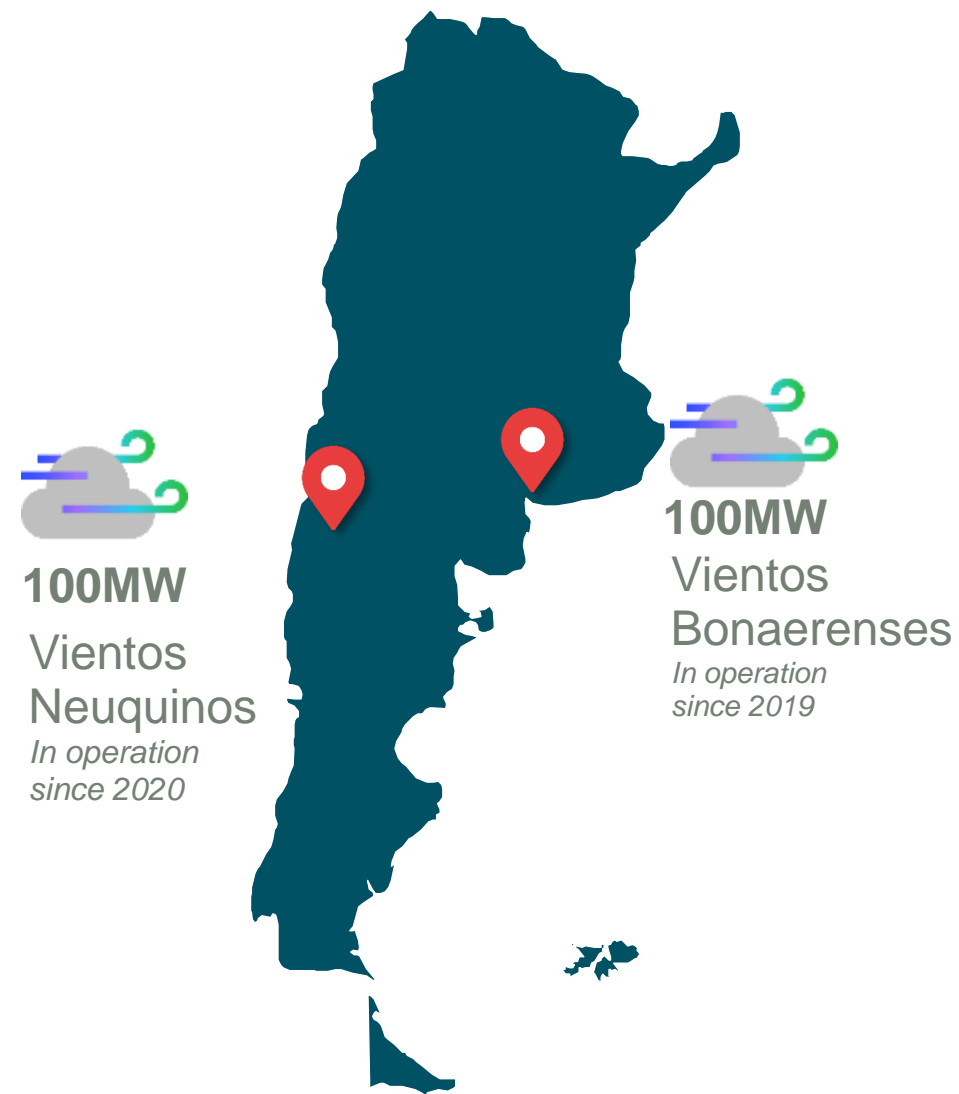 100MW
Vientos
Neuquinos
In operation
since 2020
100MW
Vientos
Bonaerenses
In operation
since 2019